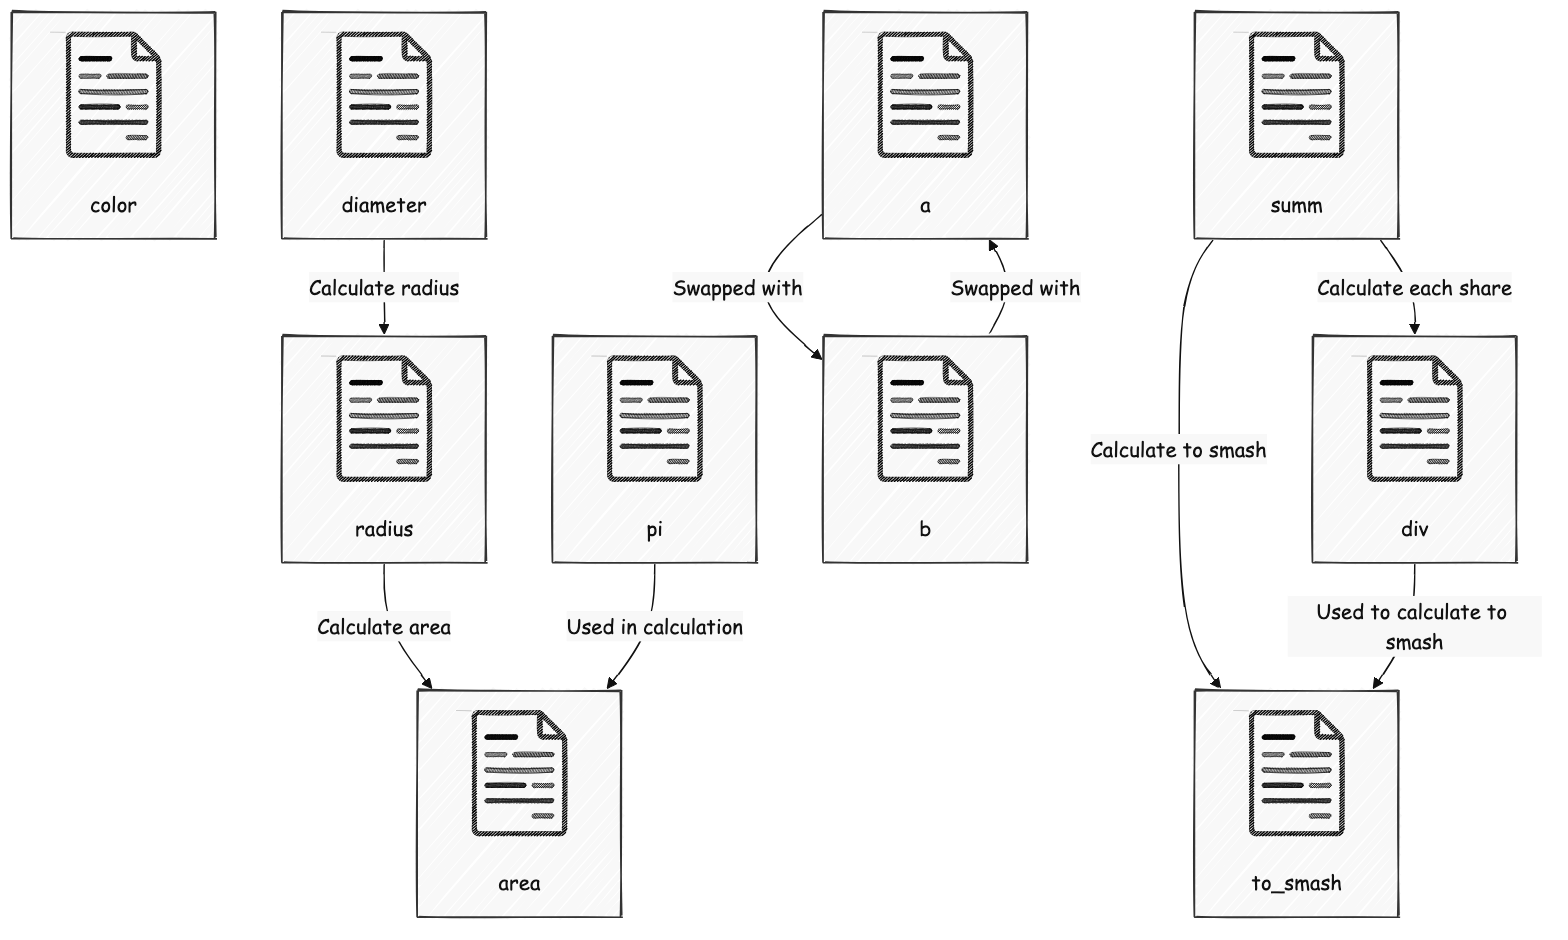 color
diameter
a
summ
Calculate radius
Swapped with
Swapped with
Calculate each share
Calculate to smash
radius
pi
b
div
Calculate area
Used in calculation
Used to calculate to
smash
area
to_smash